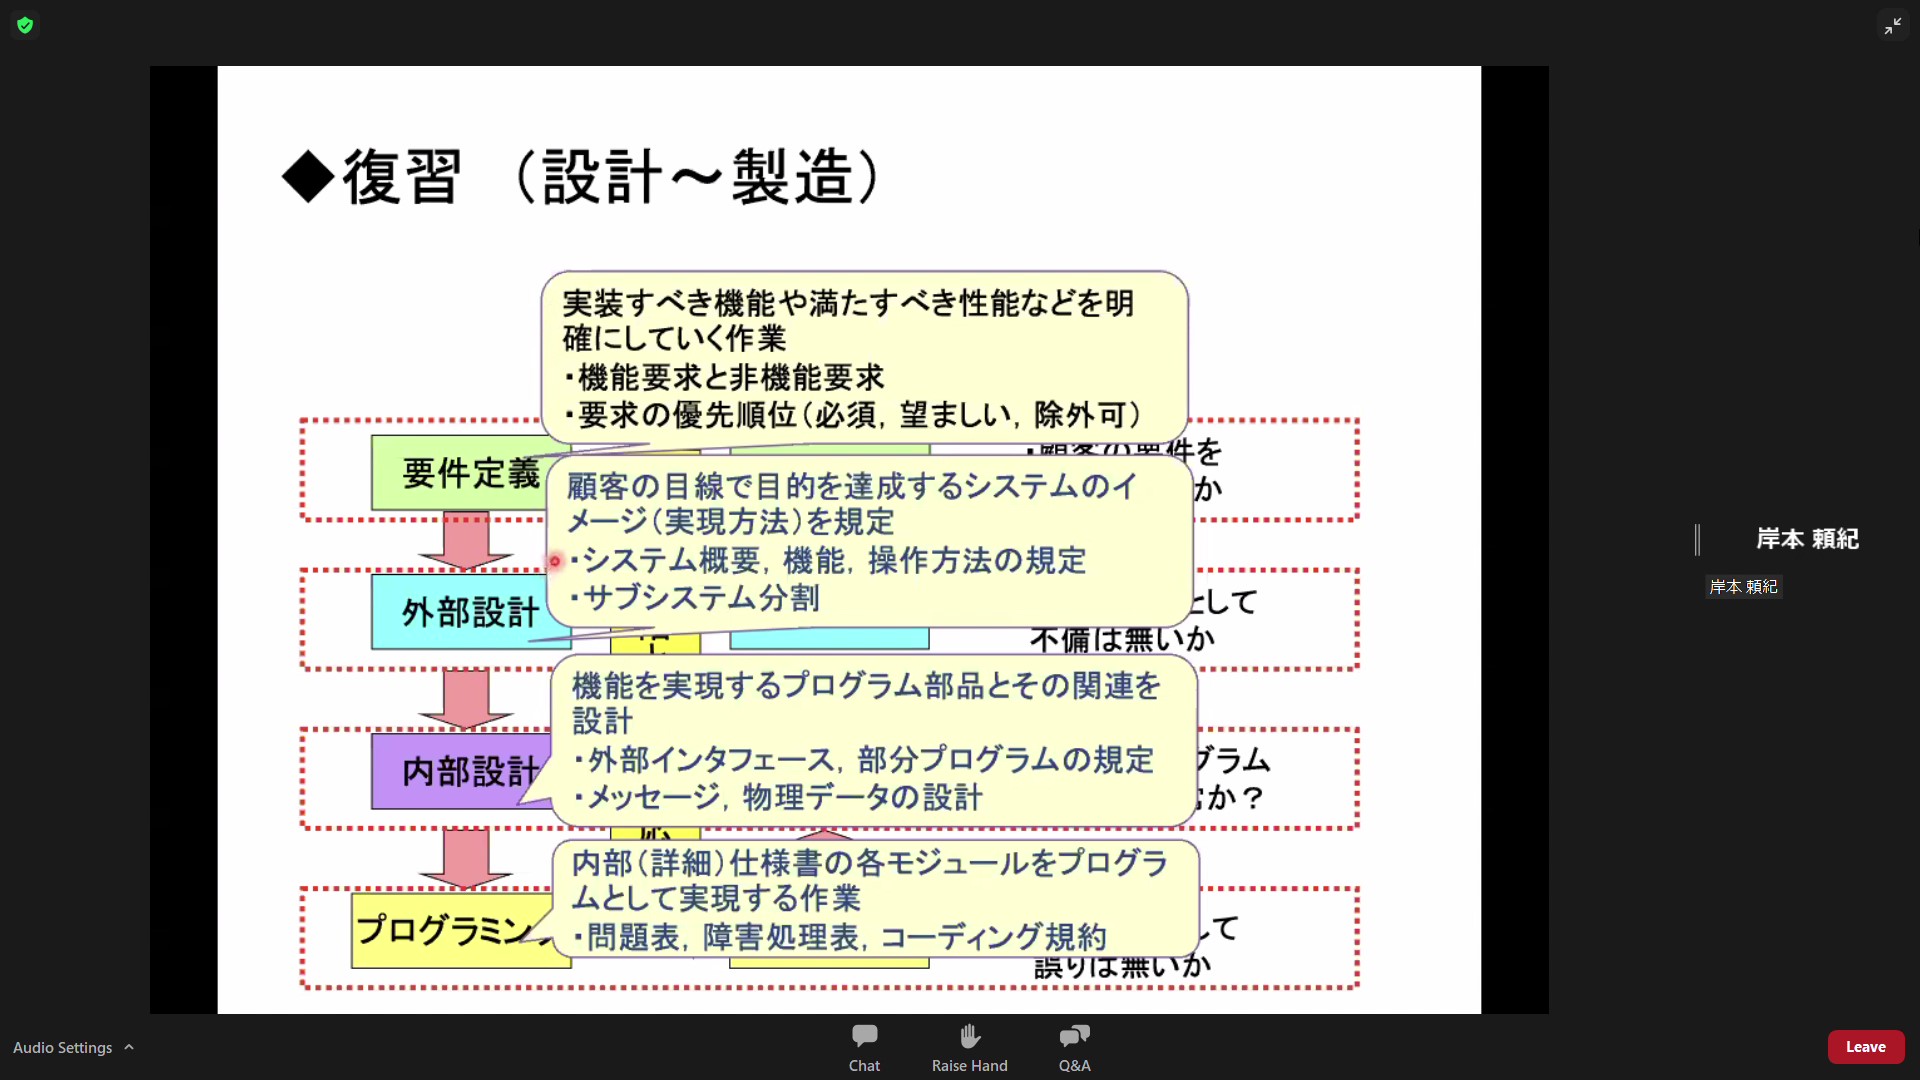 ◆復習 （設計～製造）
実装すべき機能や満たすべき性能などを明
確にしていく作業
・機能要求と非機能要求
・要求の優先順位（必須，望ましい，除外可）
要件定義
・顧客の要件を
か
顧客の目線で目的を達成するシステムのイ
メージ（実現方法）を規定
・システム概要，機能，操作方法の規定
・サブシステム分割
外部設計
として
不備は無いか
機能を実現するプログラム部品とその関連を
設計
・外部インタフェース，部分プログラムの規定
・メッセージ，物理データの設計
内部設計
グラム
か？
内部（詳細）仕様書の各モジュールをプログラ
ムとして実現する作業
・問題表，障害処理表，コーディング規約
プログラミン
して
誤りは無いか
岸本 頼紀
岸本 頼紀
Audio Settings
Chat
Raise Hand
Q&A
Leave